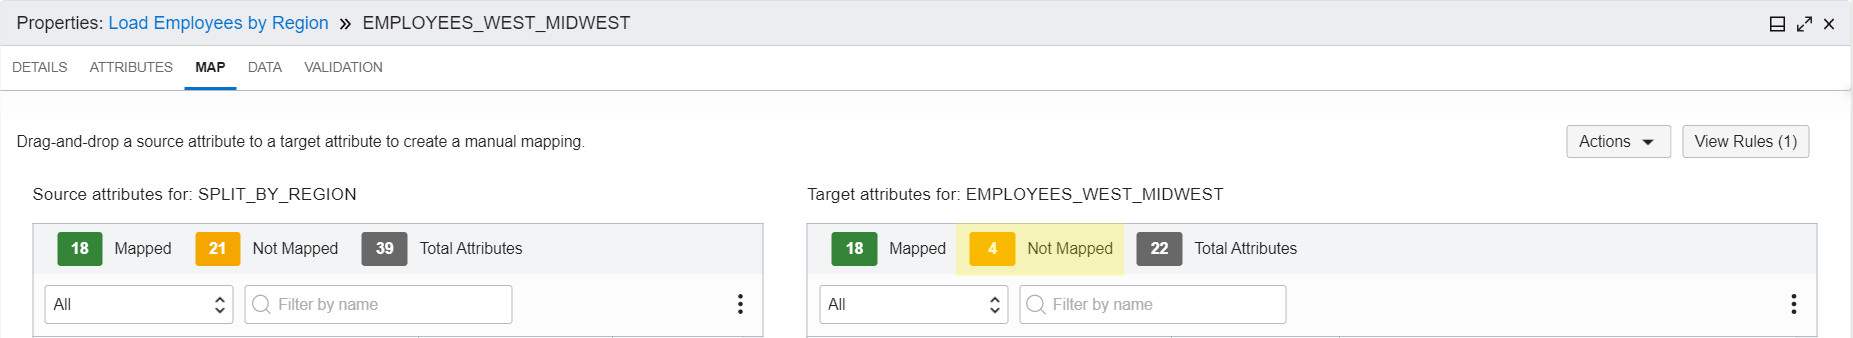 Properties: Load Employees by Region » EMPLOYEES_WEST_MIDWEST
DETAILS ATTRIBUTES MAP DATA VALIDATION
Drag-and-drop a source attribute to a target attribute to create a manual mapping.
Actions View Rules (1)
Source attributes for: SPLIT_BY_REGION
18 Mapped 21 Not Mapped 39 Total Attributes
All Filter by name
Target attributes for: EMPLOYEES_WEST_MIDWEST
18 Mapped 4 Not Mapped 22 Total Attributes
All Filter by name